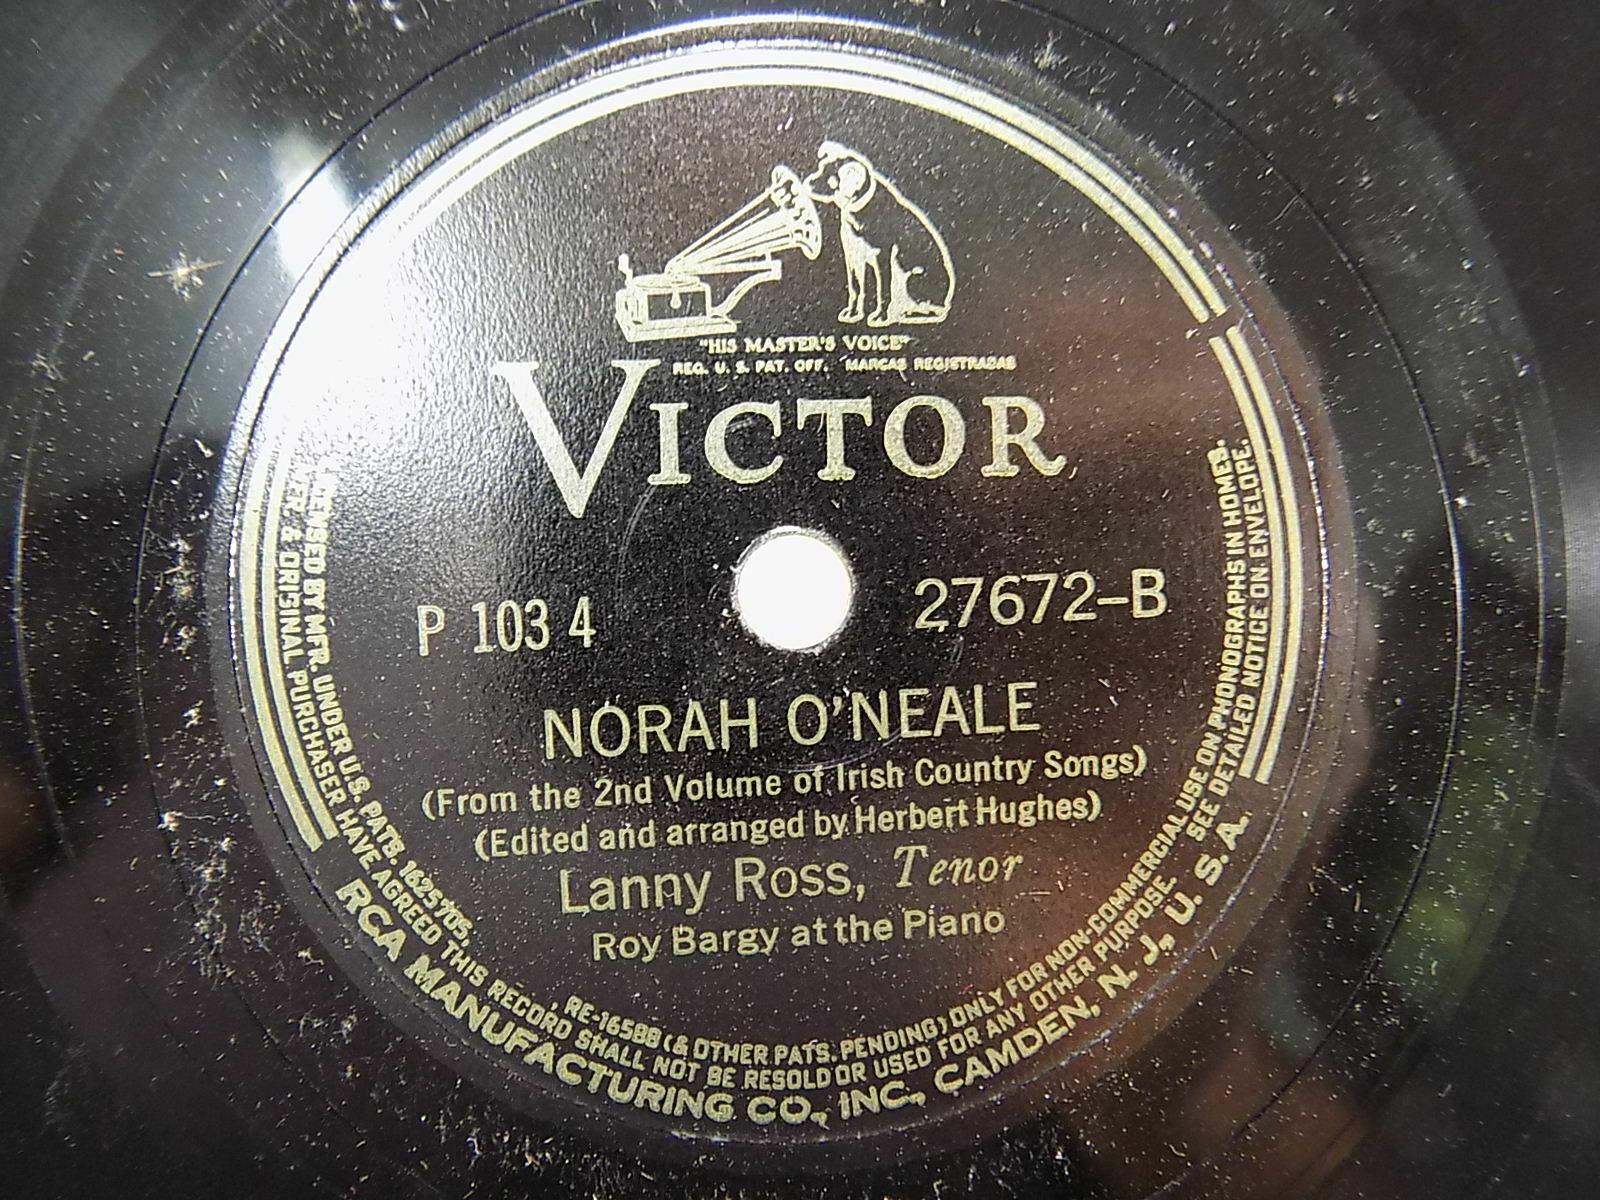 "HIS MASTER'S VOICE"
REG. U. S. PAT. OFF. MARCAS REGISTRADAS
VICTOR
P 103 4
27672-B
NORAH O'NEALE
(From the 2nd Volume of Irish Country Songs)
(Edited and arranged by Herbert Hughes)
Lanny Ross, Tenor
Roy Bargy at the Piano
BY MFR. UNDER U.S. PATS. 1625705, RE-16588 (& OTHER PATS. PENDING) ONLY FOR NON-COMMERCIAL USE ON PHONOGRAPHS IN HOMES.
& ORIGINAL PURCHASER HAVE AGREED THIS RECORD SHALL NOT BE RESOLD OR USED FOR ANY OTHER PURPOSE. SEE DETAILED NOTICE ON ENVELOPE.
RCA MANUFACTURING CO., INC., CAMDEN, N. J., U. S. A.